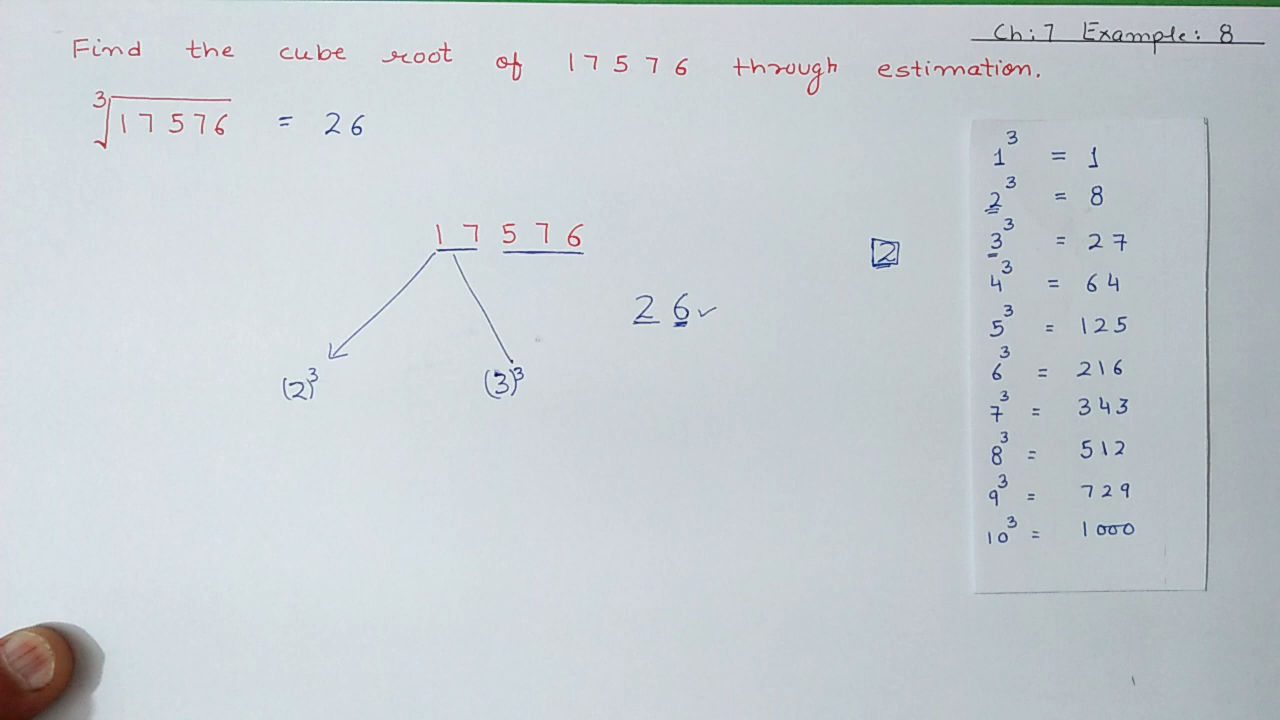 Ch:7 Example: 8
Find the cube root of 17576 through estimation.
∛17576 = 26
17 576
2
26✓
(2)³ (3)³
1³ = 1
2³ = 8
3³ = 27
4³ = 64
5³ = 125
6³ = 216
7³ = 343
8³ = 512
9³ = 729
10³ = 1000